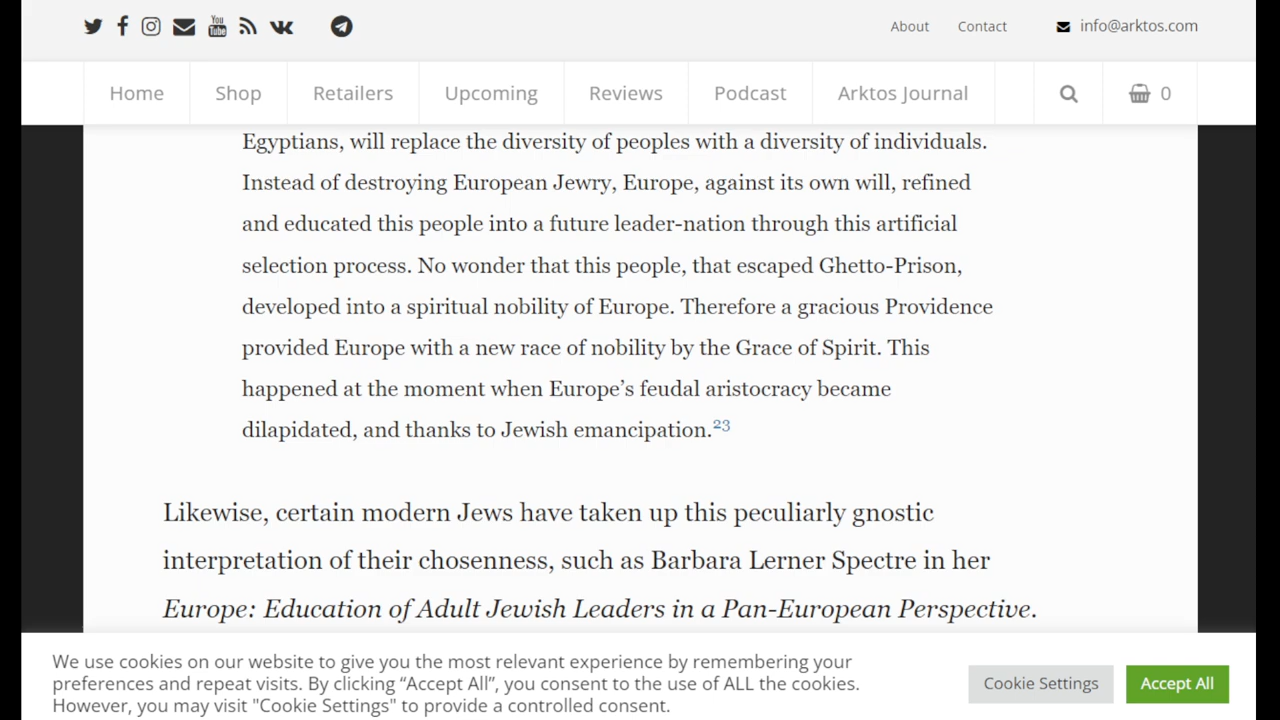 You Tube
About Contact info@arktos.com
Home Shop Retailers Upcoming Reviews Podcast Arktos Journal 0
Egyptians, will replace the diversity of peoples with a diversity of individuals.
Instead of destroying European Jewry, Europe, against its own will, refined
and educated this people into a future leader-nation through this artificial
selection process. No wonder that this people, that escaped Ghetto-Prison,
developed into a spiritual nobility of Europe. Therefore a gracious Providence
provided Europe with a new race of nobility by the Grace of Spirit. This
happened at the moment when Europe’s feudal aristocracy became
dilapidated, and thanks to Jewish emancipation.23
Likewise, certain modern Jews have taken up this peculiarly gnostic
interpretation of their chosenness, such as Barbara Lerner Spectre in her
Europe: Education of Adult Jewish Leaders in a Pan-European Perspective.
We use cookies on our website to give you the most relevant experience by remembering your
preferences and repeat visits. By clicking “Accept All”, you consent to the use of ALL the cookies.
However, you may visit "Cookie Settings" to provide a controlled consent.
Cookie Settings Accept All